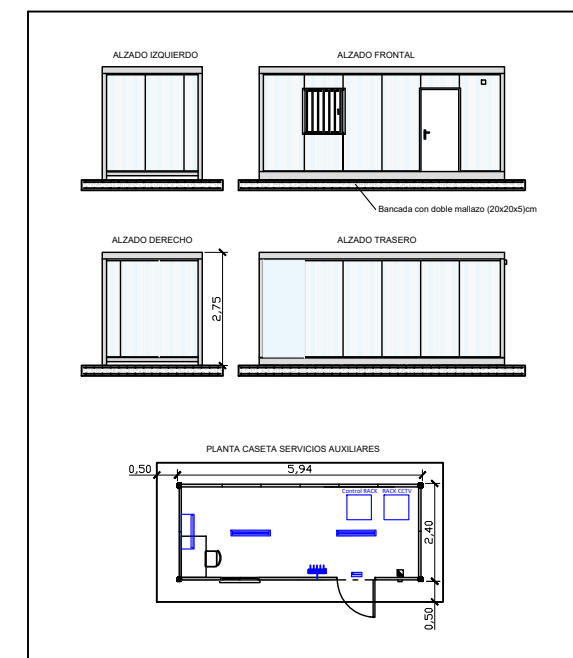 ALZADO IZQUIERDO
ALZADO FRONTAL
Bancada con doble mallazo (20x20x5)cm
ALZADO DERECHO
ALZADO TRASERO
2,75
PLANTA CASETA SERVICIOS AUXILIARES
0,50
5,94
Control RACK
RACK CCTV
2,40
0,50